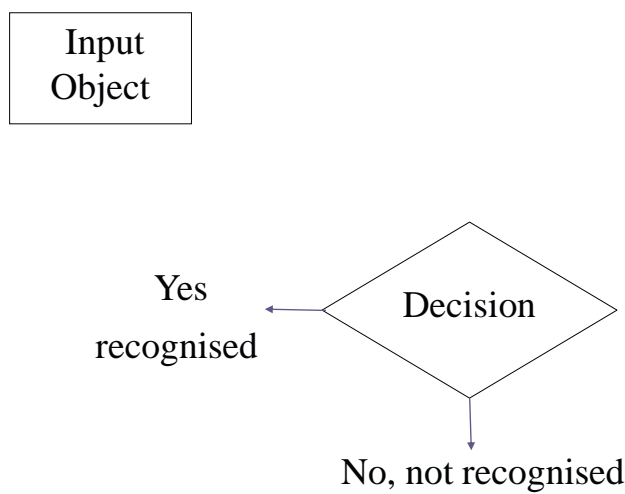 Input
Object
Yes
recognised
Decision
No, not recognised